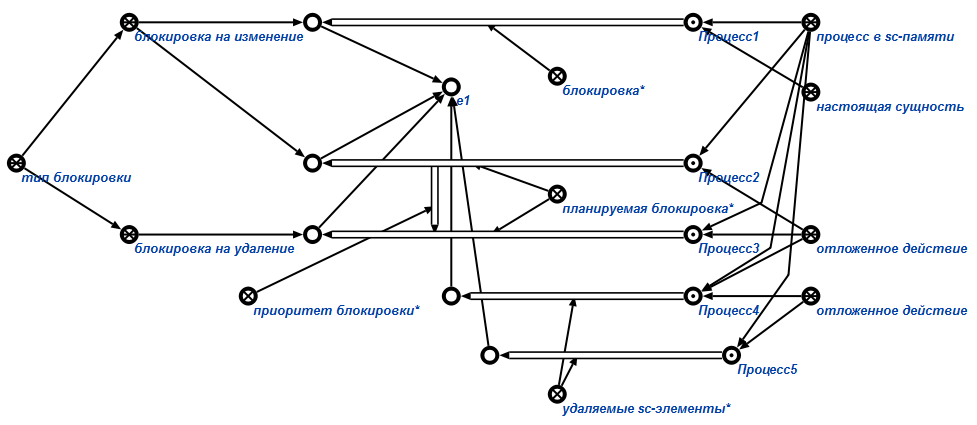 блокировка на изменение
Процесс1
процесс в sc-памяти
блокировка*
e1
настоящая сущность
тип блокировки
Процесс2
планируемая блокировка*
блокировка на удаление
Процесс3
отложенное действие
приоритет блокировки*
Процесс4
отложенное действие
Процесс5
удаляемые sc-элементы*